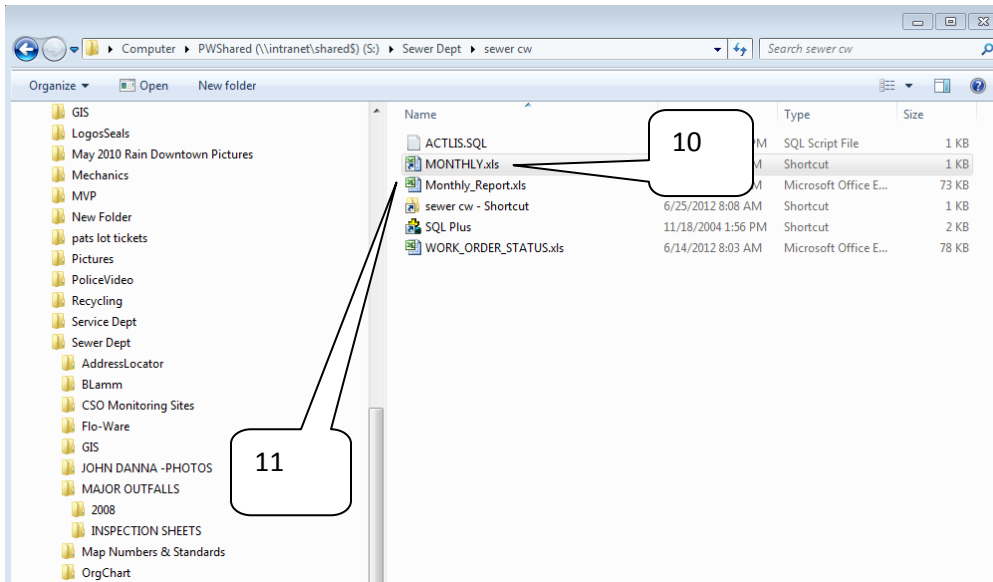 Computer ▸ PWShared (\\intranet\shared$) (S:) ▸ Sewer Dept ▸ sewer cw
Search sewer cw
Organize Open New folder
GIS
LogosSeals
May 2010 Rain Downtown Pictures
Mechanics
MVP
New Folder
pats lot tickets
Pictures
PoliceVideo
Recycling
Service Dept
Sewer Dept
AddressLocator
BLamm
CSO Monitoring Sites
Flo-Ware
GIS
JOHN DANNA -PHOTOS
MAJOR OUTFALLS
2008
INSPECTION SHEETS
Map Numbers & Standards
OrgChart
Name Type Size
ACTLIS.SQL PM SQL Script File 1 KB
MONTHLY.xls M Shortcut 1 KB
Monthly_Report.xls M Microsoft Office E... 73 KB
sewer cw - Shortcut 6/25/2012 8:08 AM Shortcut 1 KB
SQL Plus 11/18/2004 1:56 PM Shortcut 2 KB
WORK_ORDER_STATUS.xls 6/14/2012 8:03 AM Microsoft Office E... 78 KB
10
11